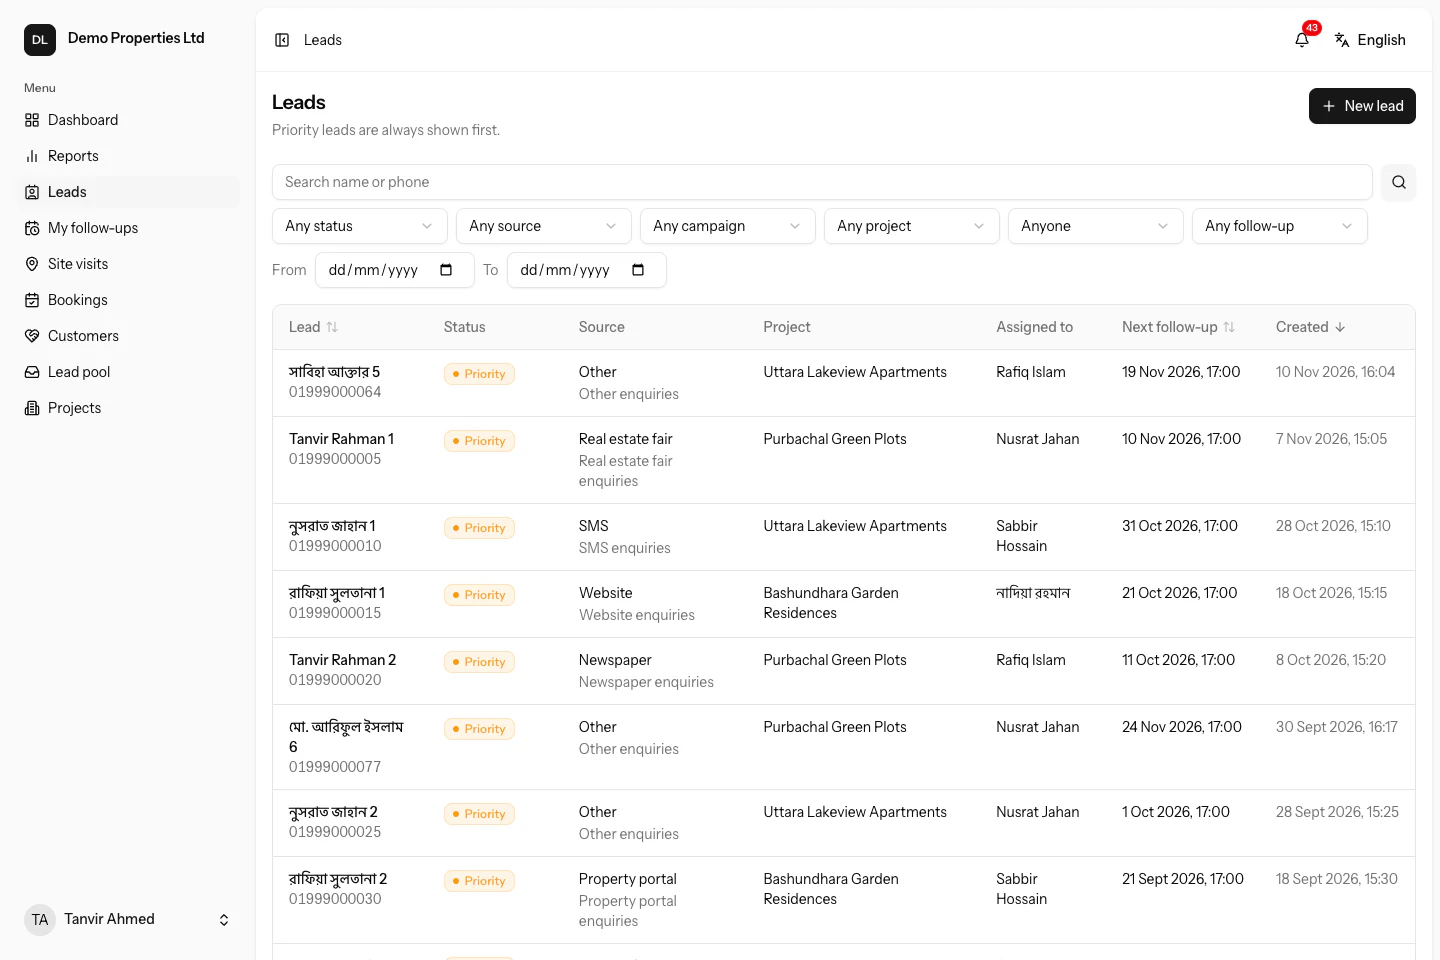 DL Demo Properties Ltd
Menu
Dashboard
Reports
Leads
My follow-ups
Site visits
Bookings
Customers
Lead pool
Projects
TA Tanvir Ahmed
Leads
43
English
Leads
Priority leads are always shown first.
New lead
Search name or phone
Any status Any source Any campaign Any project Anyone Any follow-up
From dd/mm/yyyy To dd/mm/yyyy
Lead Status Source Project Assigned to Next follow-up Created
সাবিহা আক্তার 5 Priority Other Uttara Lakeview Apartments Rafiq Islam 19 Nov 2026, 17:00 10 Nov 2026, 16:04
01999000064 Other enquiries
Tanvir Rahman 1 Priority Real estate fair Purbachal Green Plots Nusrat Jahan 10 Nov 2026, 17:00 7 Nov 2026, 15:05
01999000005 Real estate fair
enquiries
নুসরাত জাহান 1 Priority SMS Uttara Lakeview Apartments Sabbir 31 Oct 2026, 17:00 28 Oct 2026, 15:10
01999000010 SMS enquiries Hossain
রাফিয়া সুলতানা 1 Priority Website Bashundhara Garden নাদিয়া রহমান 21 Oct 2026, 17:00 18 Oct 2026, 15:15
01999000015 Website enquiries Residences
Tanvir Rahman 2 Priority Newspaper Purbachal Green Plots Rafiq Islam 11 Oct 2026, 17:00 8 Oct 2026, 15:20
01999000020 Newspaper enquiries
মো. আরিফুল ইসলাম Priority Other Purbachal Green Plots Nusrat Jahan 24 Nov 2026, 17:00 30 Sept 2026, 16:17
6 Other enquiries
01999000077
নুসরাত জাহান 2 Priority Other Uttara Lakeview Apartments Nusrat Jahan 1 Oct 2026, 17:00 28 Sept 2026, 15:25
01999000025 Other enquiries
রাফিয়া সুলতানা 2 Priority Property portal Bashundhara Garden Sabbir 21 Sept 2026, 17:00 18 Sept 2026, 15:30
01999000030 Property portal Residences Hossain
enquiries